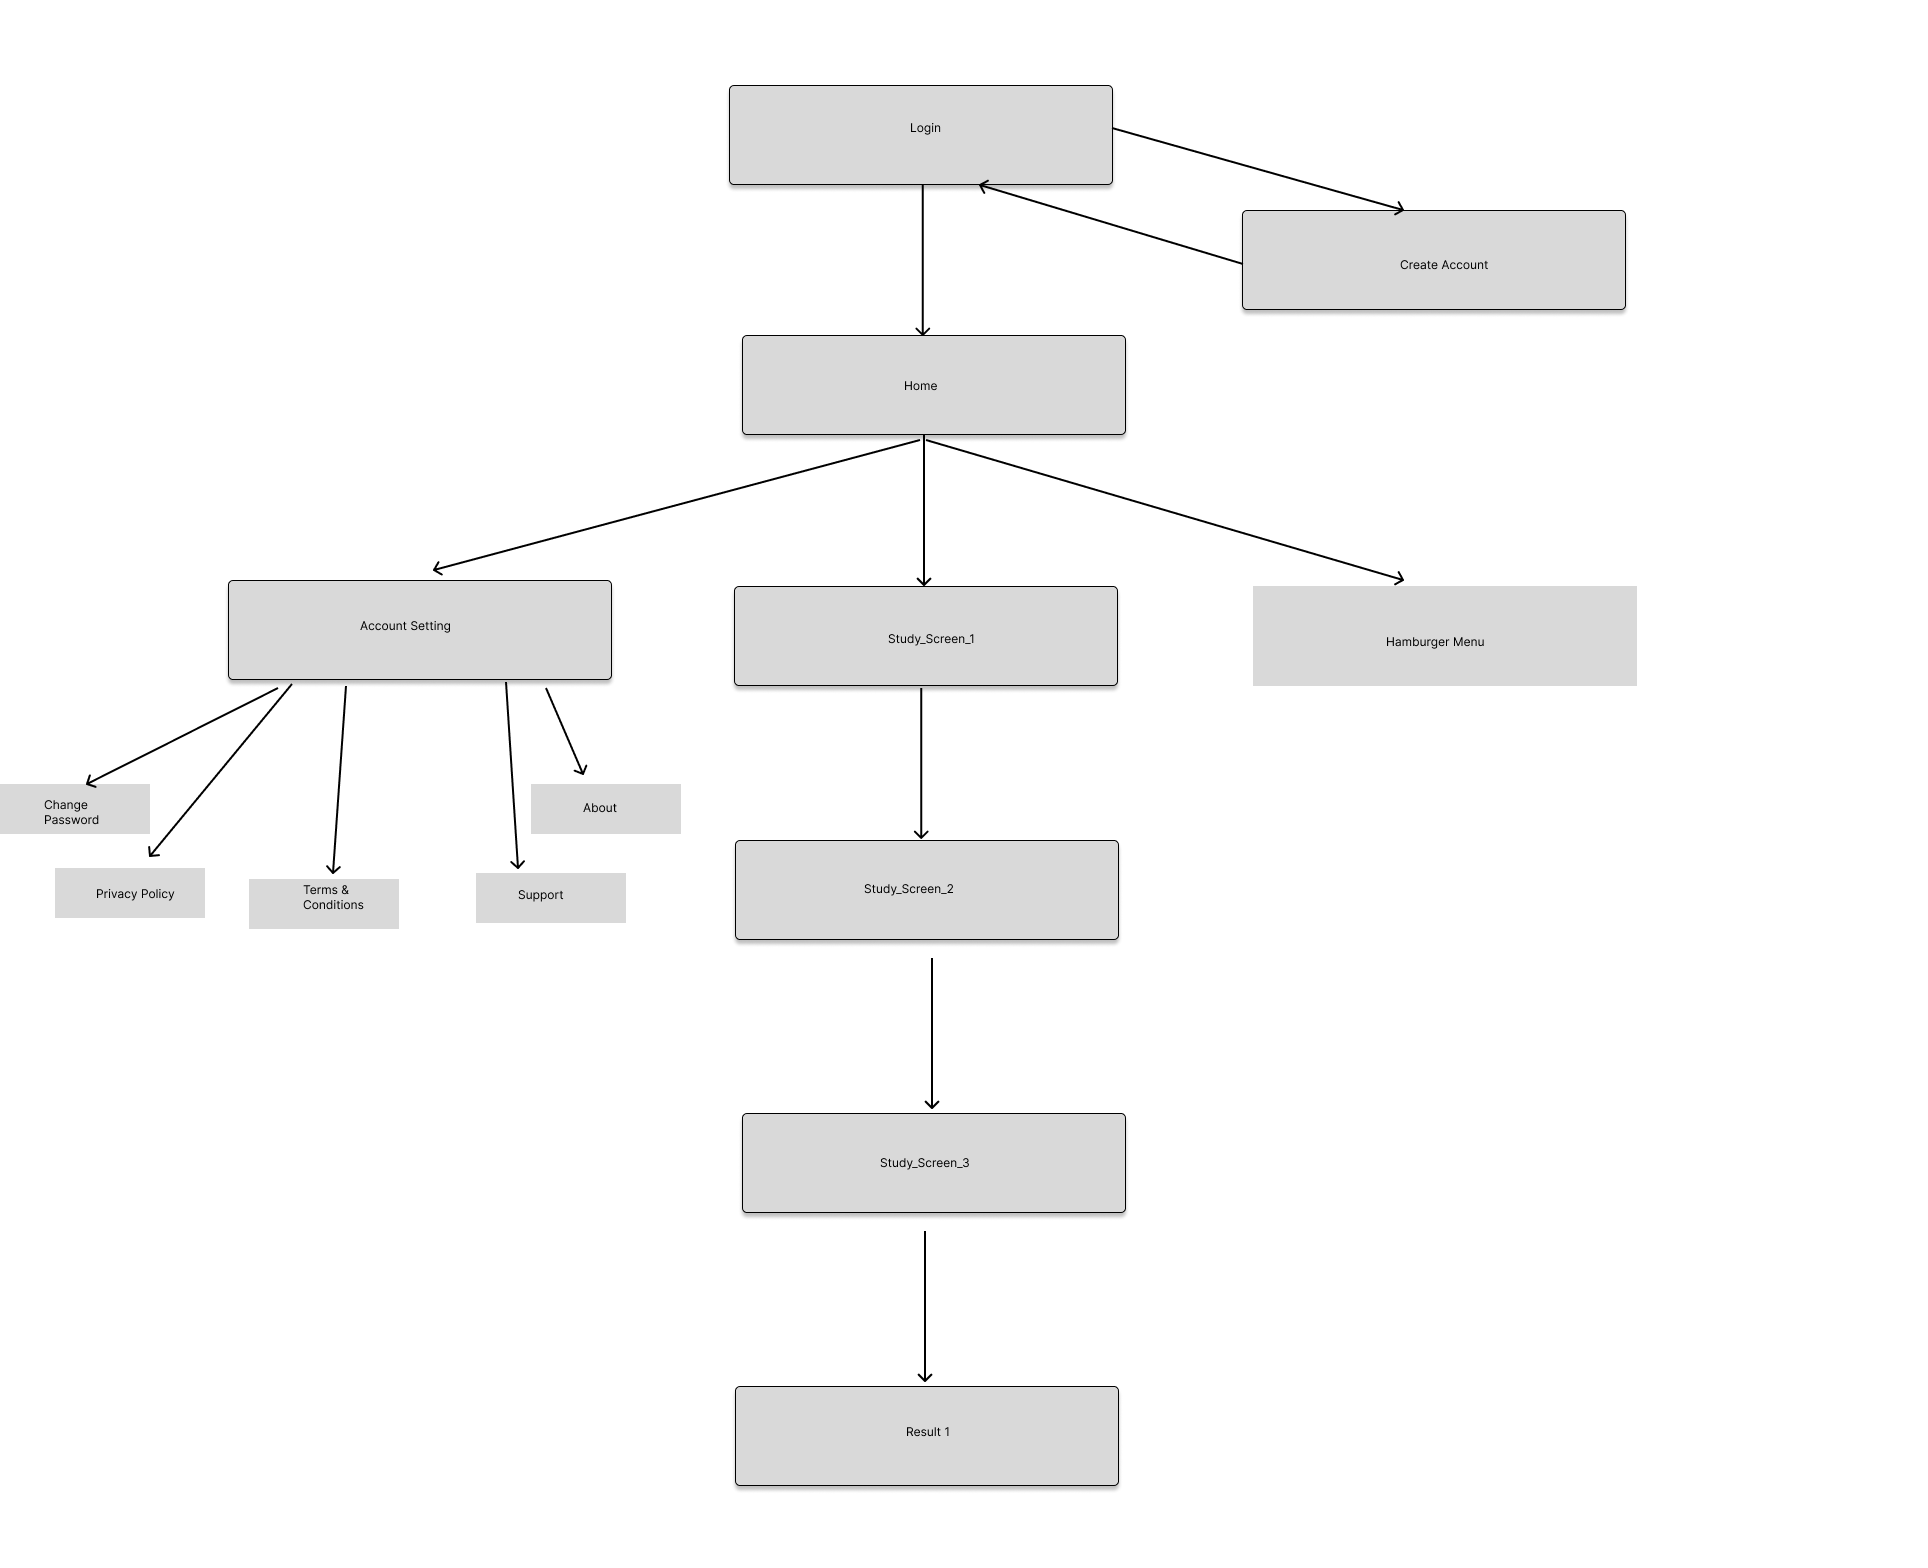 Login
Create Account
Home
Account Setting
Study_Screen_1
Hamburger Menu
Change
Password
About
Privacy Policy
Terms &
Conditions
Support
Study_Screen_2
Study_Screen_3
Result 1